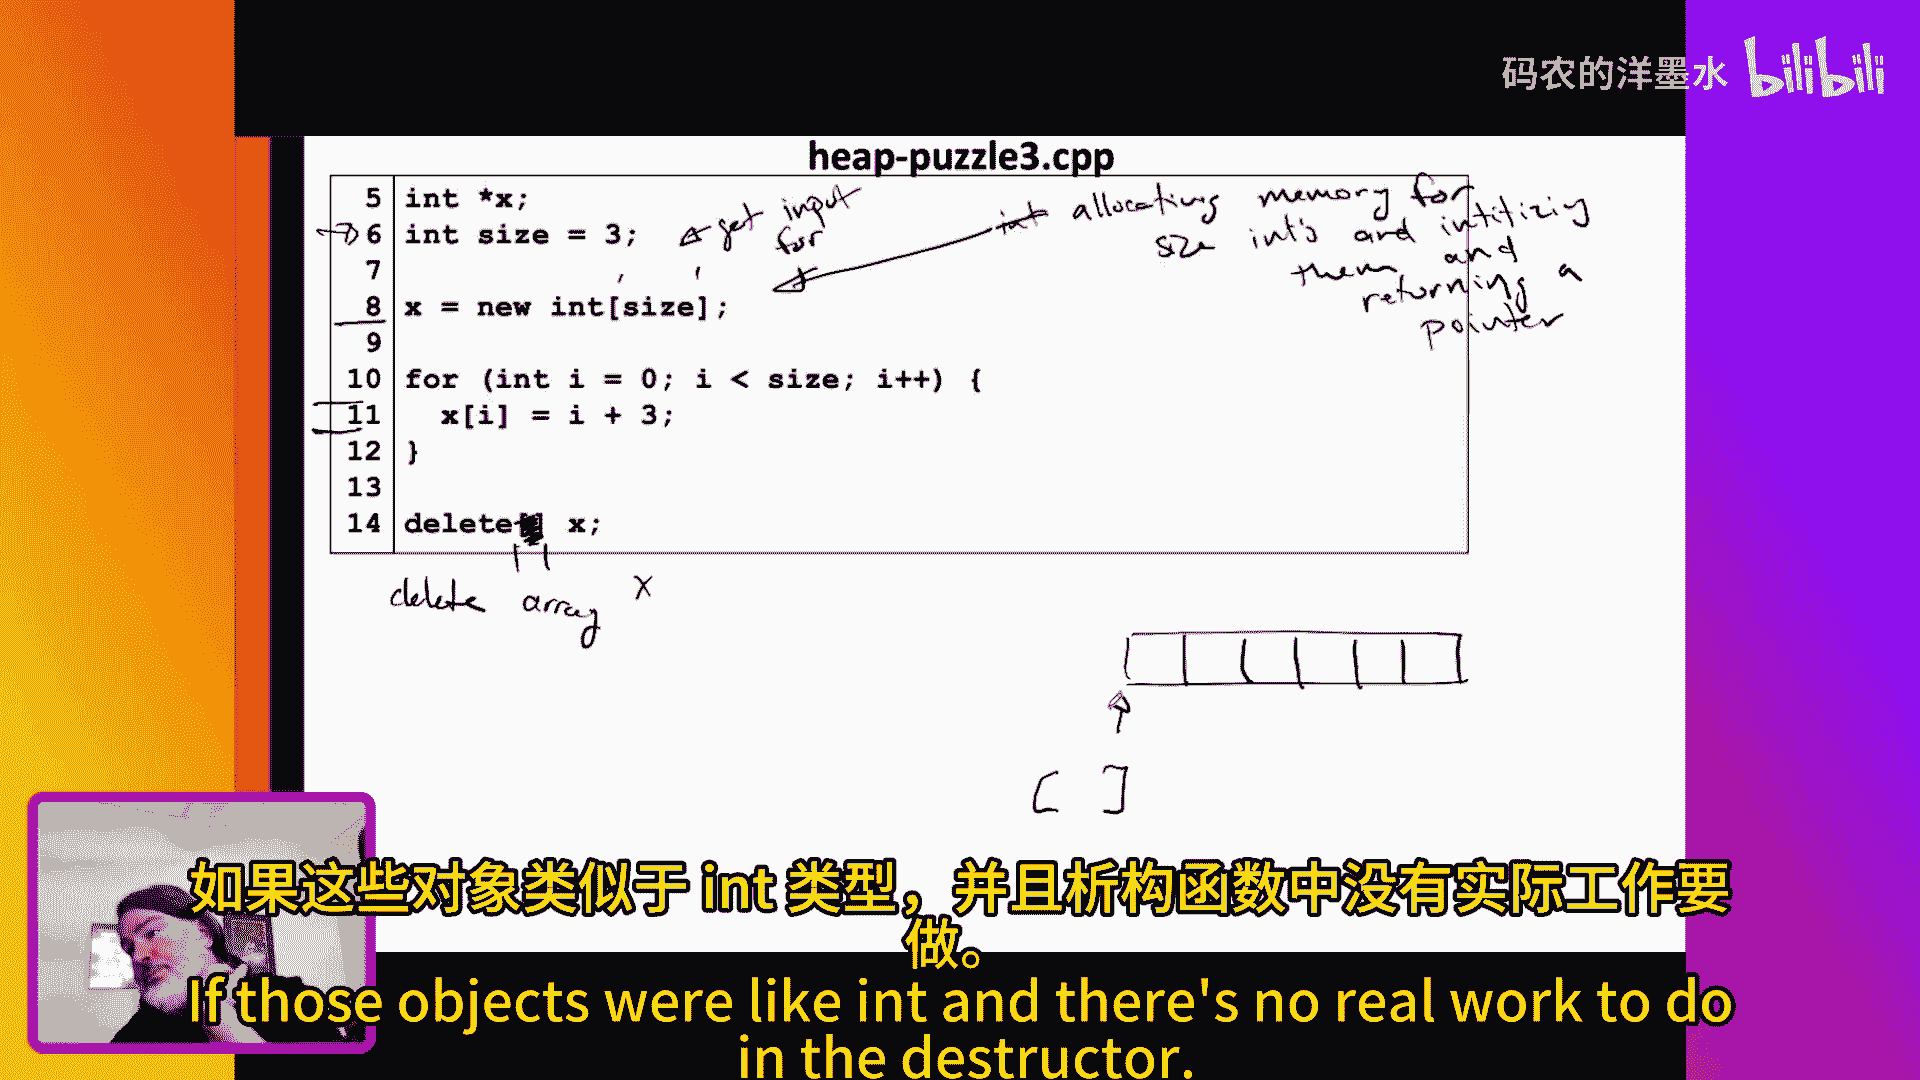 码农的洋墨水 bilibili
heap-puzzle3.cpp
5 int *x;
6 int size = 3;
7
8 x = new int[size];
9
10 for (int i = 0; i < size; i++) {
11 x[i] = i + 3;
12 }
13
14 delete[] x;
get input
for
int allocating memory for
size int's and intitiziy
them and
returning a
pointer
delete array x
[ ]
如果这些对象类似于 int 类型，并且析构函数中没有实际工作要
做。
If those objects were like int and there's no real work to do
in the destructor.